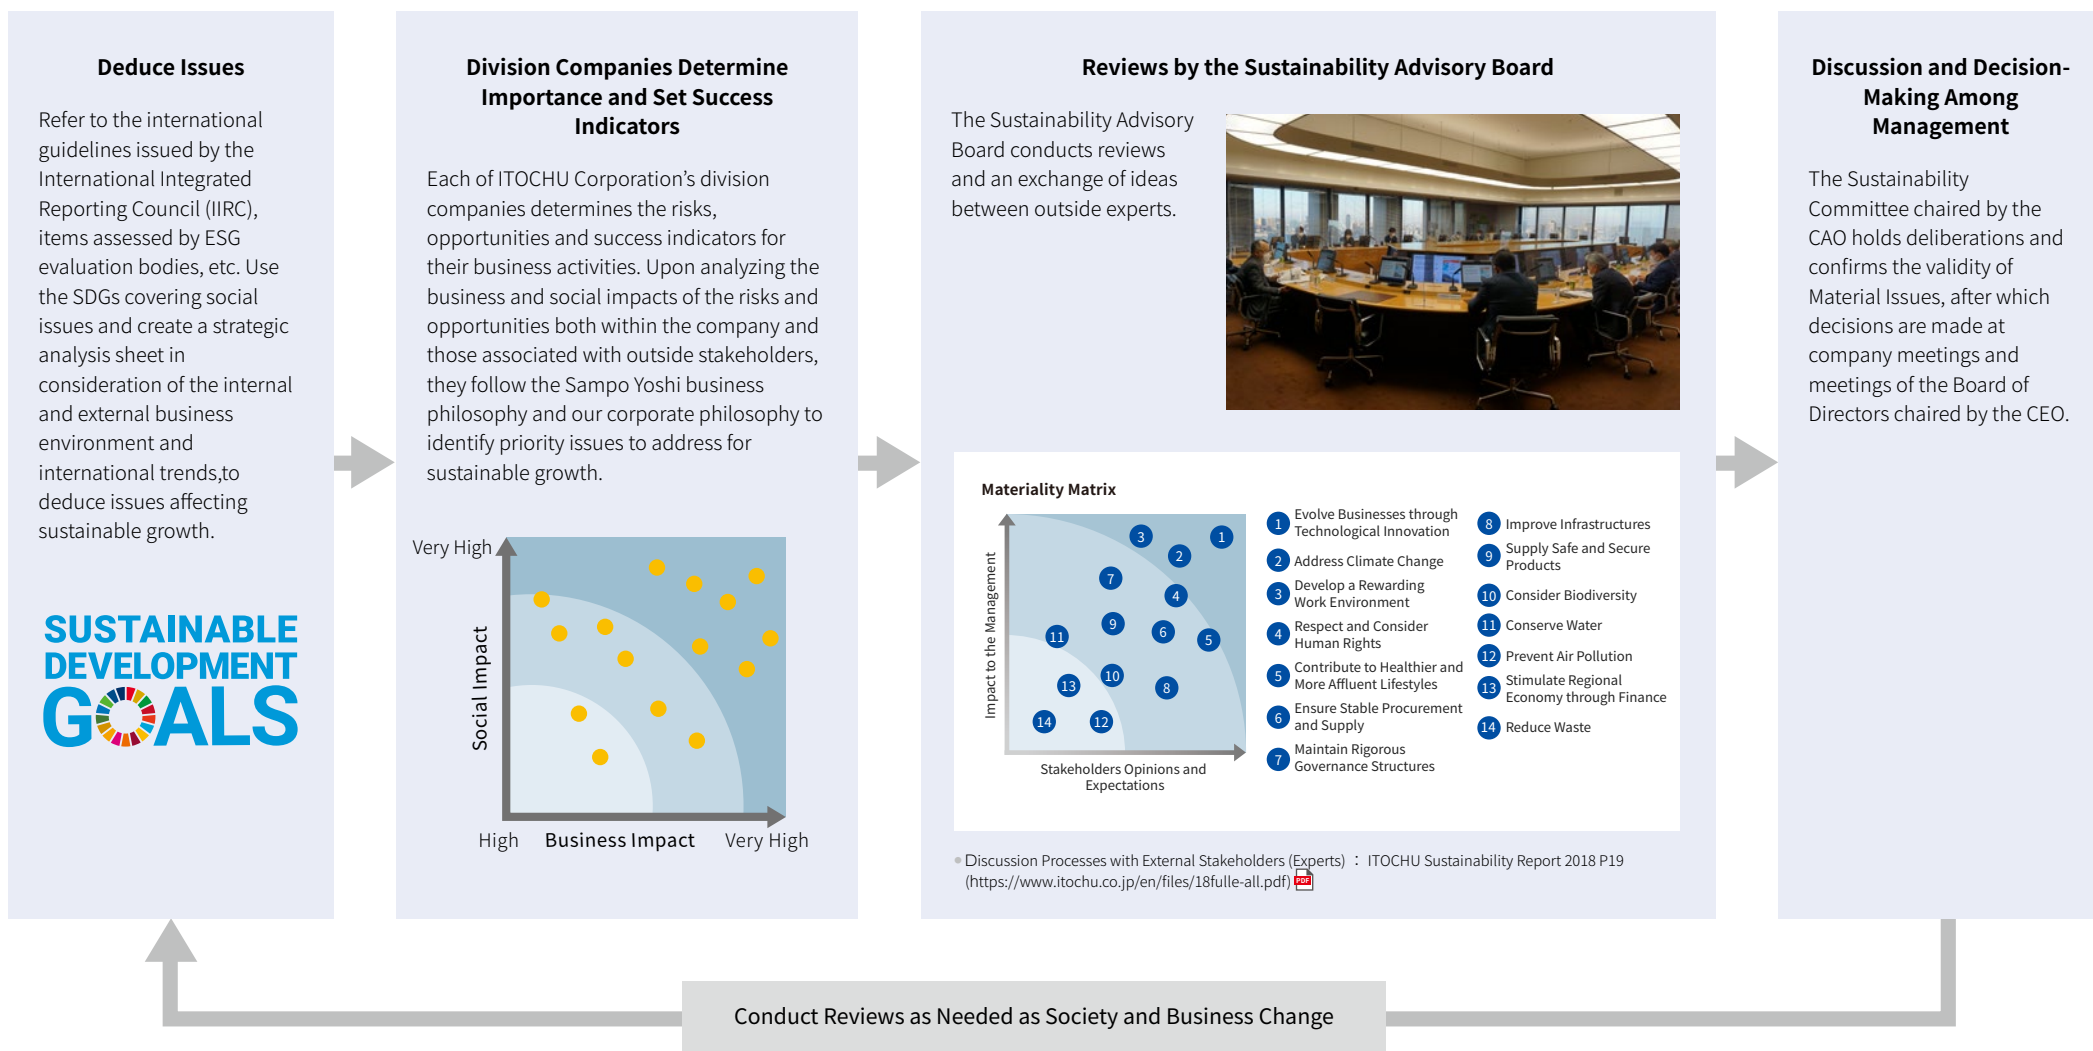 Deduce Issues
Refer to the international
guidelines issued by the
International Integrated
Reporting Council (IIRC),
items assessed by ESG
evaluation bodies, etc. Use
the SDGs covering social
issues and create a strategic
analysis sheet in
consideration of the internal
and external business
environment and
international trends,to
deduce issues affecting
sustainable growth.
SUSTAINABLE
DEVELOPMENT
GOALS
Division Companies Determine
Importance and Set Success
Indicators
Each of ITOCHU Corporation’s division
companies determines the risks,
opportunities and success indicators for
their business activities. Upon analyzing the
business and social impacts of the risks and
opportunities both within the company and
those associated with outside stakeholders,
they follow the Sampo Yoshi business
philosophy and our corporate philosophy to
identify priority issues to address for
sustainable growth.
Very High
Social Impact
High
Business Impact
Very High
Reviews by the Sustainability Advisory Board
The Sustainability Advisory
Board conducts reviews
and an exchange of ideas
between outside experts.
Materiality Matrix
Impact to the Management
3
1
2
7
4
9
6
5
11
10
13
8
14
12
Stakeholders Opinions and
Expectations
1 Evolve Businesses through
Technological Innovation
2 Address Climate Change
3 Develop a Rewarding
Work Environment
4 Respect and Consider
Human Rights
5 Contribute to Healthier and
More Affluent Lifestyles
6 Ensure Stable Procurement
and Supply
7 Maintain Rigorous
Governance Structures
8 Improve Infrastructures
9 Supply Safe and Secure
Products
10 Consider Biodiversity
11 Conserve Water
12 Prevent Air Pollution
13 Stimulate Regional
Economy through Finance
14 Reduce Waste
Discussion Processes with External Stakeholders (Experts) : ITOCHU Sustainability Report 2018 P19
(https://www.itochu.co.jp/en/files/18fulle-all.pdf) PDF
Discussion and Decision-
Making Among
Management
The Sustainability
Committee chaired by the
CAO holds deliberations and
confirms the validity of
Material Issues, after which
decisions are made at
company meetings and
meetings of the Board of
Directors chaired by the CEO.
Conduct Reviews as Needed as Society and Business Change